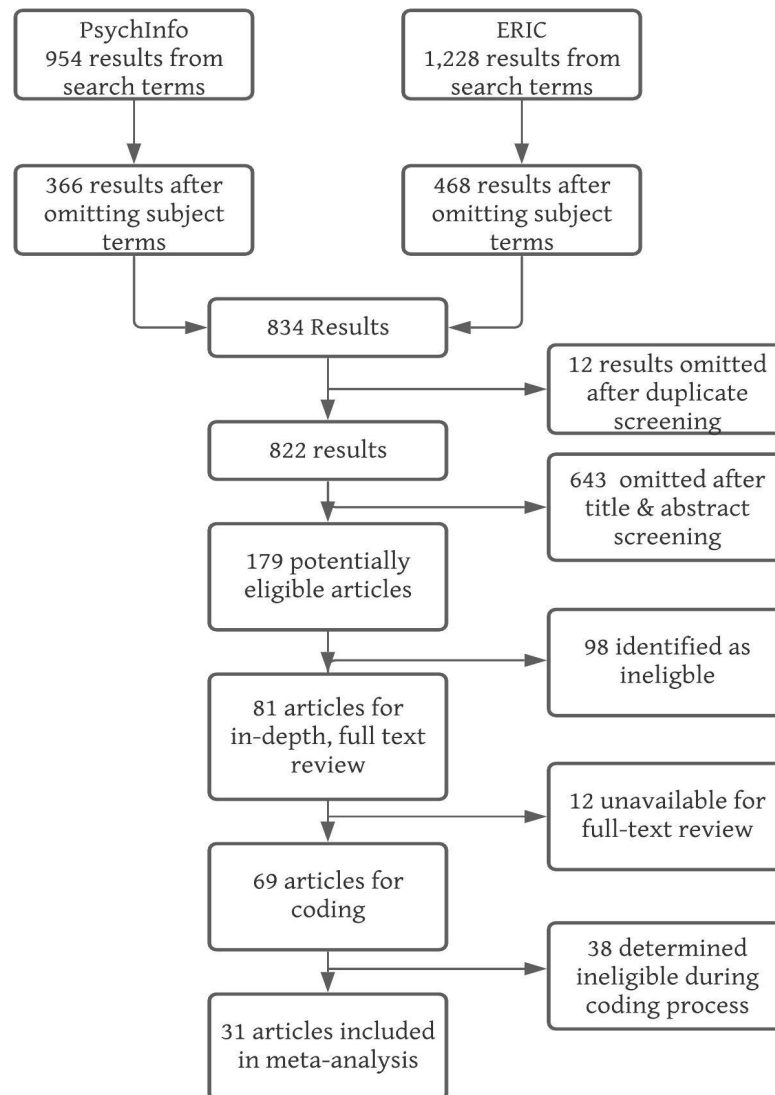 PsychInfo
954 results from
search terms
ERIC
1,228 results from
search terms
366 results after
omitting subject
terms
468 results after
omitting subject
terms
834 Results
12 results omitted
after duplicate
screening
822 results
643 omitted after
title & abstract
screening
179 potentially
eligible articles
98 identified as
ineligble
81 articles for
in-depth, full text
review
12 unavailable for
full-text review
69 articles for
coding
38 determined
ineligible during
coding process
31 articles included
in meta-analysis